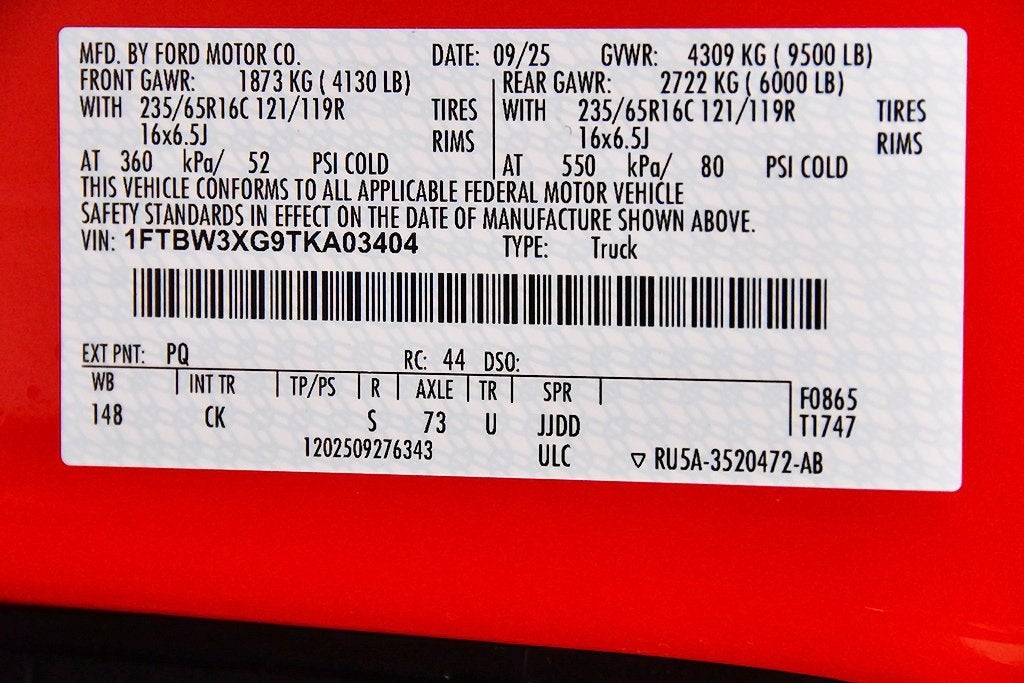 MFD. BY FORD MOTOR CO. DATE: 09/25 GVWR: 4309 KG ( 9500 LB)
FRONT GAWR: 1873 KG ( 4130 LB) REAR GAWR: 2722 KG ( 6000 LB)
WITH 235/65R16C 121/119R TIRES WITH 235/65R16C 121/119R TIRES
16x6.5J RIMS 16x6.5J RIMS
AT 360 kPa/ 52 PSI COLD AT 550 kPa/ 80 PSI COLD
THIS VEHICLE CONFORMS TO ALL APPLICABLE FEDERAL MOTOR VEHICLE
SAFETY STANDARDS IN EFFECT ON THE DATE OF MANUFACTURE SHOWN ABOVE.
VIN: 1FTBW3XG9TKA03404 TYPE: Truck
EXT PNT: PQ RC: 44 DSO:
WB INT TR TP/PS R AXLE TR SPR F0865
148 CK S 73 U JJDD T1747
1202509276343 ULC ▽ RU5A-3520472-AB